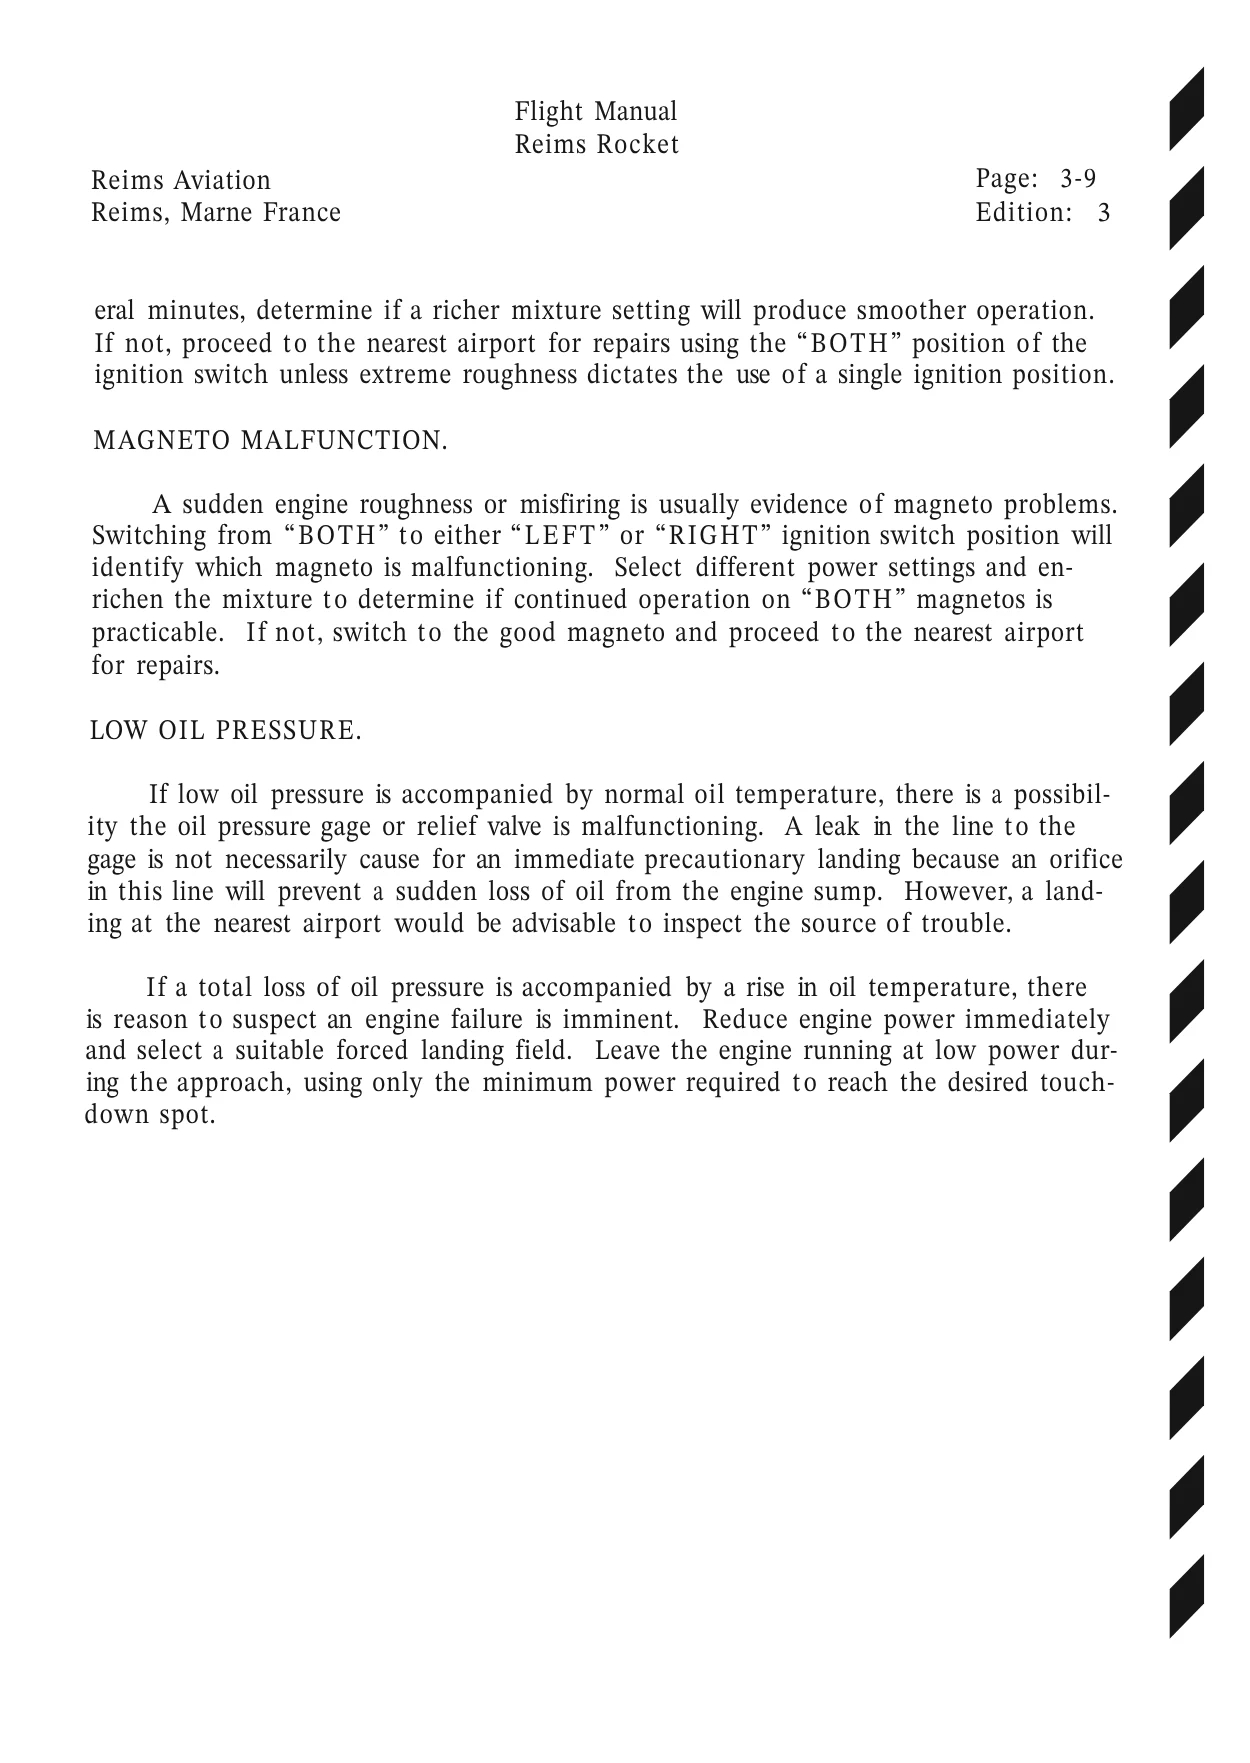 Flight Manual
Reims Rocket
Reims Aviation
Reims, Marne France
Page: 3-9
Edition: 3
eral minutes, determine if a richer mixture setting will produce smoother operation.
If not, proceed to the nearest airport for repairs using the “BOTH” position of the
ignition switch unless extreme roughness dictates the use of a single ignition position.
MAGNETO MALFUNCTION.
A sudden engine roughness or misfiring is usually evidence of magneto problems.
Switching from “BOTH” to either “LEFT” or “RIGHT” ignition switch position will
identify which magneto is malfunctioning. Select different power settings and en-
richen the mixture to determine if continued operation on “BOTH” magnetos is
practicable. If not, switch to the good magneto and proceed to the nearest airport
for repairs.
LOW OIL PRESSURE.
If low oil pressure is accompanied by normal oil temperature, there is a possibil-
ity the oil pressure gage or relief valve is malfunctioning. A leak in the line to the
gage is not necessarily cause for an immediate precautionary landing because an orifice
in this line will prevent a sudden loss of oil from the engine sump. However, a land-
ing at the nearest airport would be advisable to inspect the source of trouble.
If a total loss of oil pressure is accompanied by a rise in oil temperature, there
is reason to suspect an engine failure is imminent. Reduce engine power immediately
and select a suitable forced landing field. Leave the engine running at low power dur-
ing the approach, using only the minimum power required to reach the desired touch-
down spot.